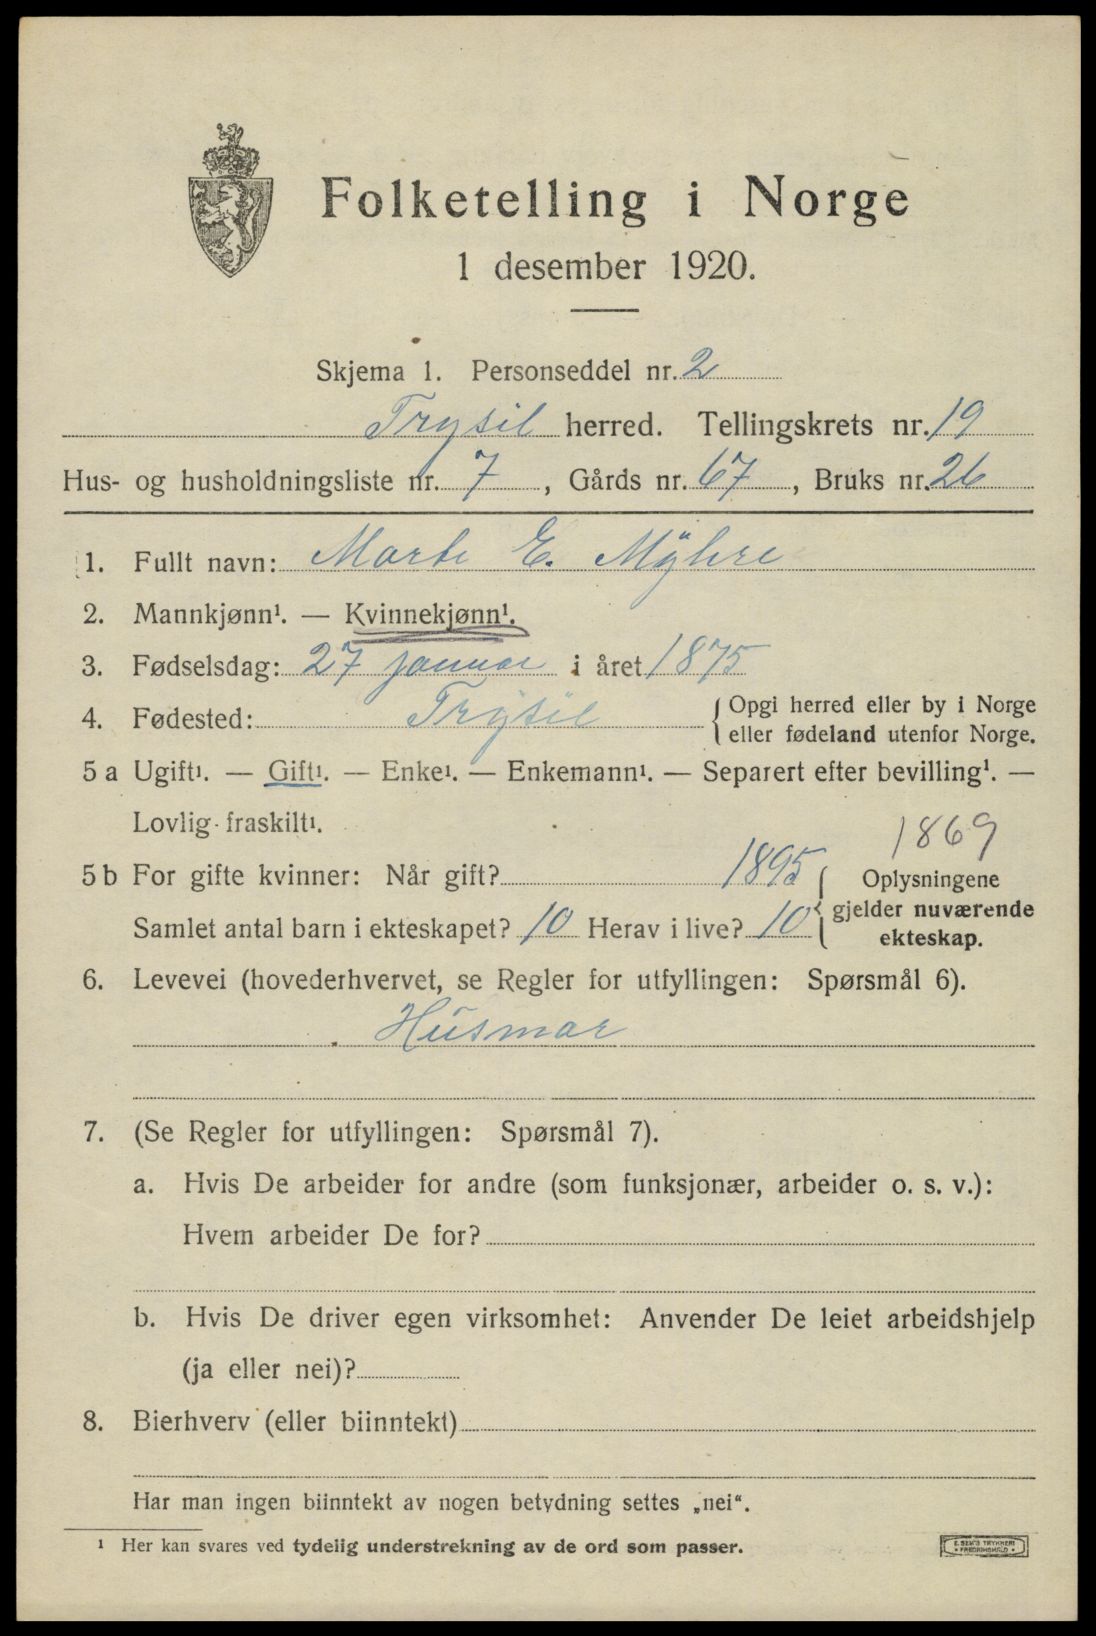 Folketelling i Norge
1 desember 1920.
Skjema 1. Personseddel nr. 2
Trysil herred. Tellingskrets nr. 19
Hus- og husholdningsliste nr. 7, Gårds nr. 67, Bruks nr. 26
1. Fullt navn: Marte E. Myhre
2. Mannkjønn¹. — Kvinnekjønn¹.
3. Fødselsdag: 27 januar i året 1875
4. Fødested: Trysil { Opgi herred eller by i Norge
eller fødeland utenfor Norge.
5 a Ugift¹. — Gift¹. — Enke¹. — Enkemann¹. — Separert efter bevilling¹. —
Lovlig fraskilt¹.
1869
5 b For gifte kvinner: Når gift? 1895 { Oplysningene
Samlet antal barn i ekteskapet? 10 Herav i live? 10 gjelder nuværende
ekteskap.
6. Levevei (hovederhvervet, se Regler for utfyllingen: Spørsmål 6).
Husmor
7. (Se Regler for utfyllingen: Spørsmål 7).
a. Hvis De arbeider for andre (som funksjonær, arbeider o. s. v.):
Hvem arbeider De for?
b. Hvis De driver egen virksomhet: Anvender De leiet arbeidshjelp
(ja eller nei)?
8. Bierhverv (eller biinntekt)
Har man ingen biinntekt av nogen betydning settes „nei“.
¹ Her kan svares ved tydelig understrekning av de ord som passer.
E. SEM'S TRYKKERI
FREDRIKSHALD